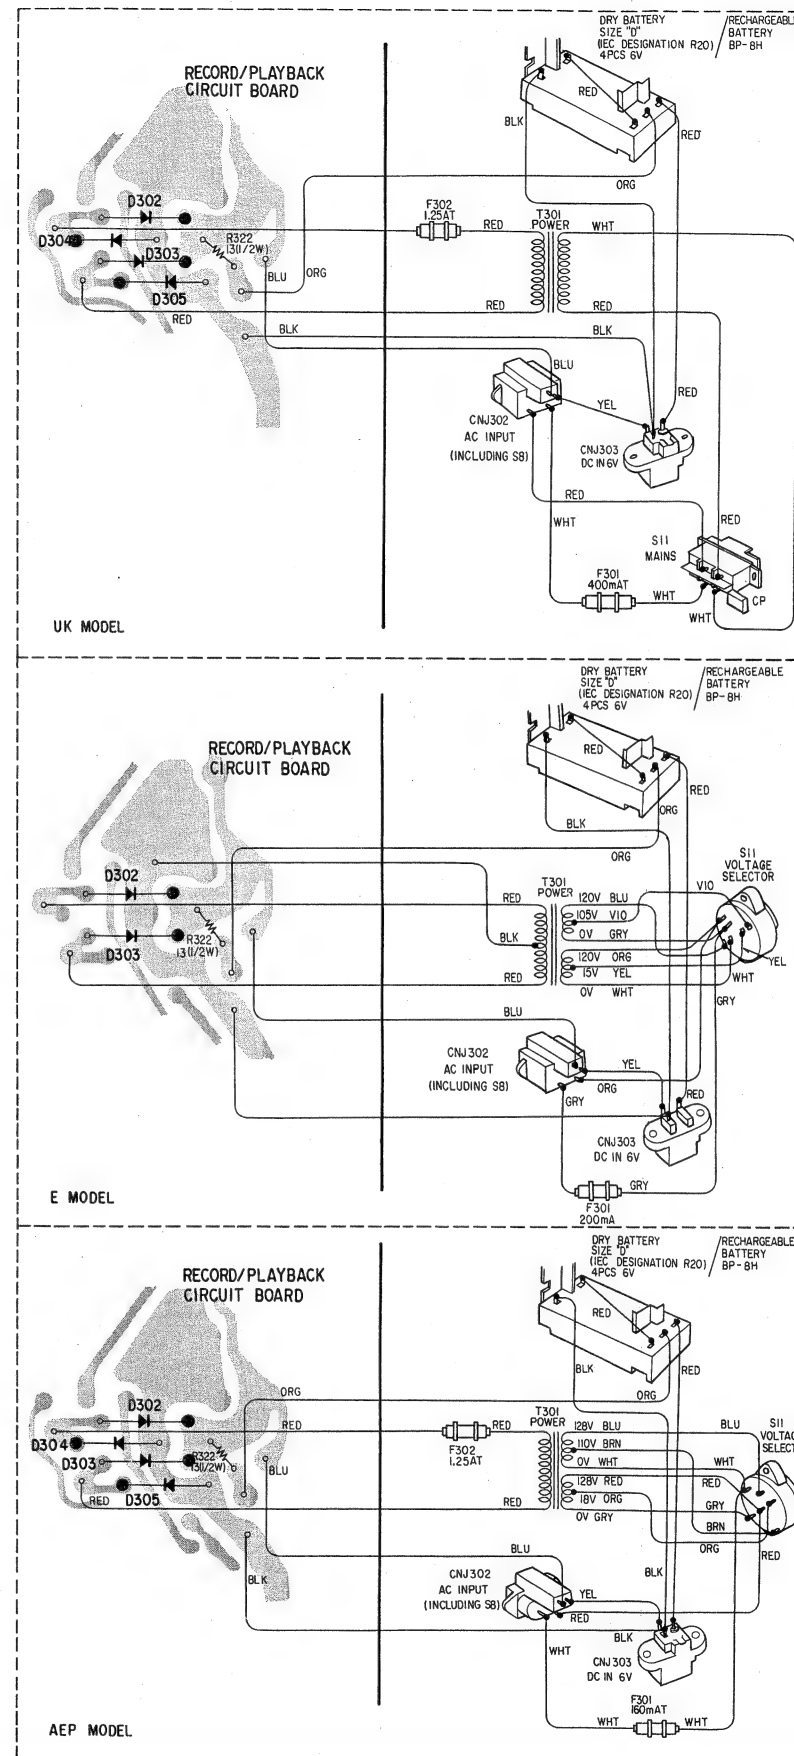 DRY BATTERY
SIZE "D"
(IEC DESIGNATION R20)
4PCS 6V
/RECHARGEABLE
BATTERY
BP-8H
RECORD/PLAYBACK
CIRCUIT BOARD
RED
BLK
RED
ORG
D302
F302
1.25AT
RED
T301
POWER
WHT
D304
R322
13(1/2W)
D303
BLU
ORG
D305
RED
RED
RED
BLK
BLK
BLU
RED
YEL
CNJ302
AC INPUT
(INCLUDING S8)
CNJ303
DC IN 6V
RED
WHT
RED
S11
MAINS
F301
400mAT
WHT
CP
WHT
UK MODEL
DRY BATTERY
SIZE "D"
(IEC DESIGNATION R20)
4PCS 6V
/RECHARGEABLE
BATTERY
BP-8H
RECORD/PLAYBACK
CIRCUIT BOARD
RED
RED
ORG
BLK
ORG
S11
VOLTAGE
SELECTOR
D302
T301
POWER
RED
120V BLU
VIO
105V VIO
R322
13(1/2W)
BLK
0V GRY
D303
120V ORG
YEL
RED
15V YEL
WHT
0V WHT
GRY
BLU
CNJ302
AC INPUT
(INCLUDING S8)
YEL
ORG
GRY
RED
CNJ303
DC IN 6V
GRY
F301
200mA
E MODEL
DRY BATTERY
SIZE "D"
(IEC DESIGNATION R20)
4PCS 6V
/RECHARGEABLE
BATTERY
BP-8H
RECORD/PLAYBACK
CIRCUIT BOARD
RED
BLK
RED
ORG
ORG
D302
RED
F302
1.25AT
RED
T301
POWER
128V BLU
BLU
S11
VOLTAG
SELECT
D304
110V BRN
D303
R322
13(1/2W)
BLU
0V WHT
WHT
128V RED
RED
D305
RED
RED
18V ORG
GRY
0V GRY
BRN
ORG
RED
BLU
BLK
BLK
CNJ302
AC INPUT
(INCLUDING S8)
YEL
RED
BLK
WHT
CNJ303
DC IN 6V
F301
160mAT
WHT
WHT
AEP MODEL